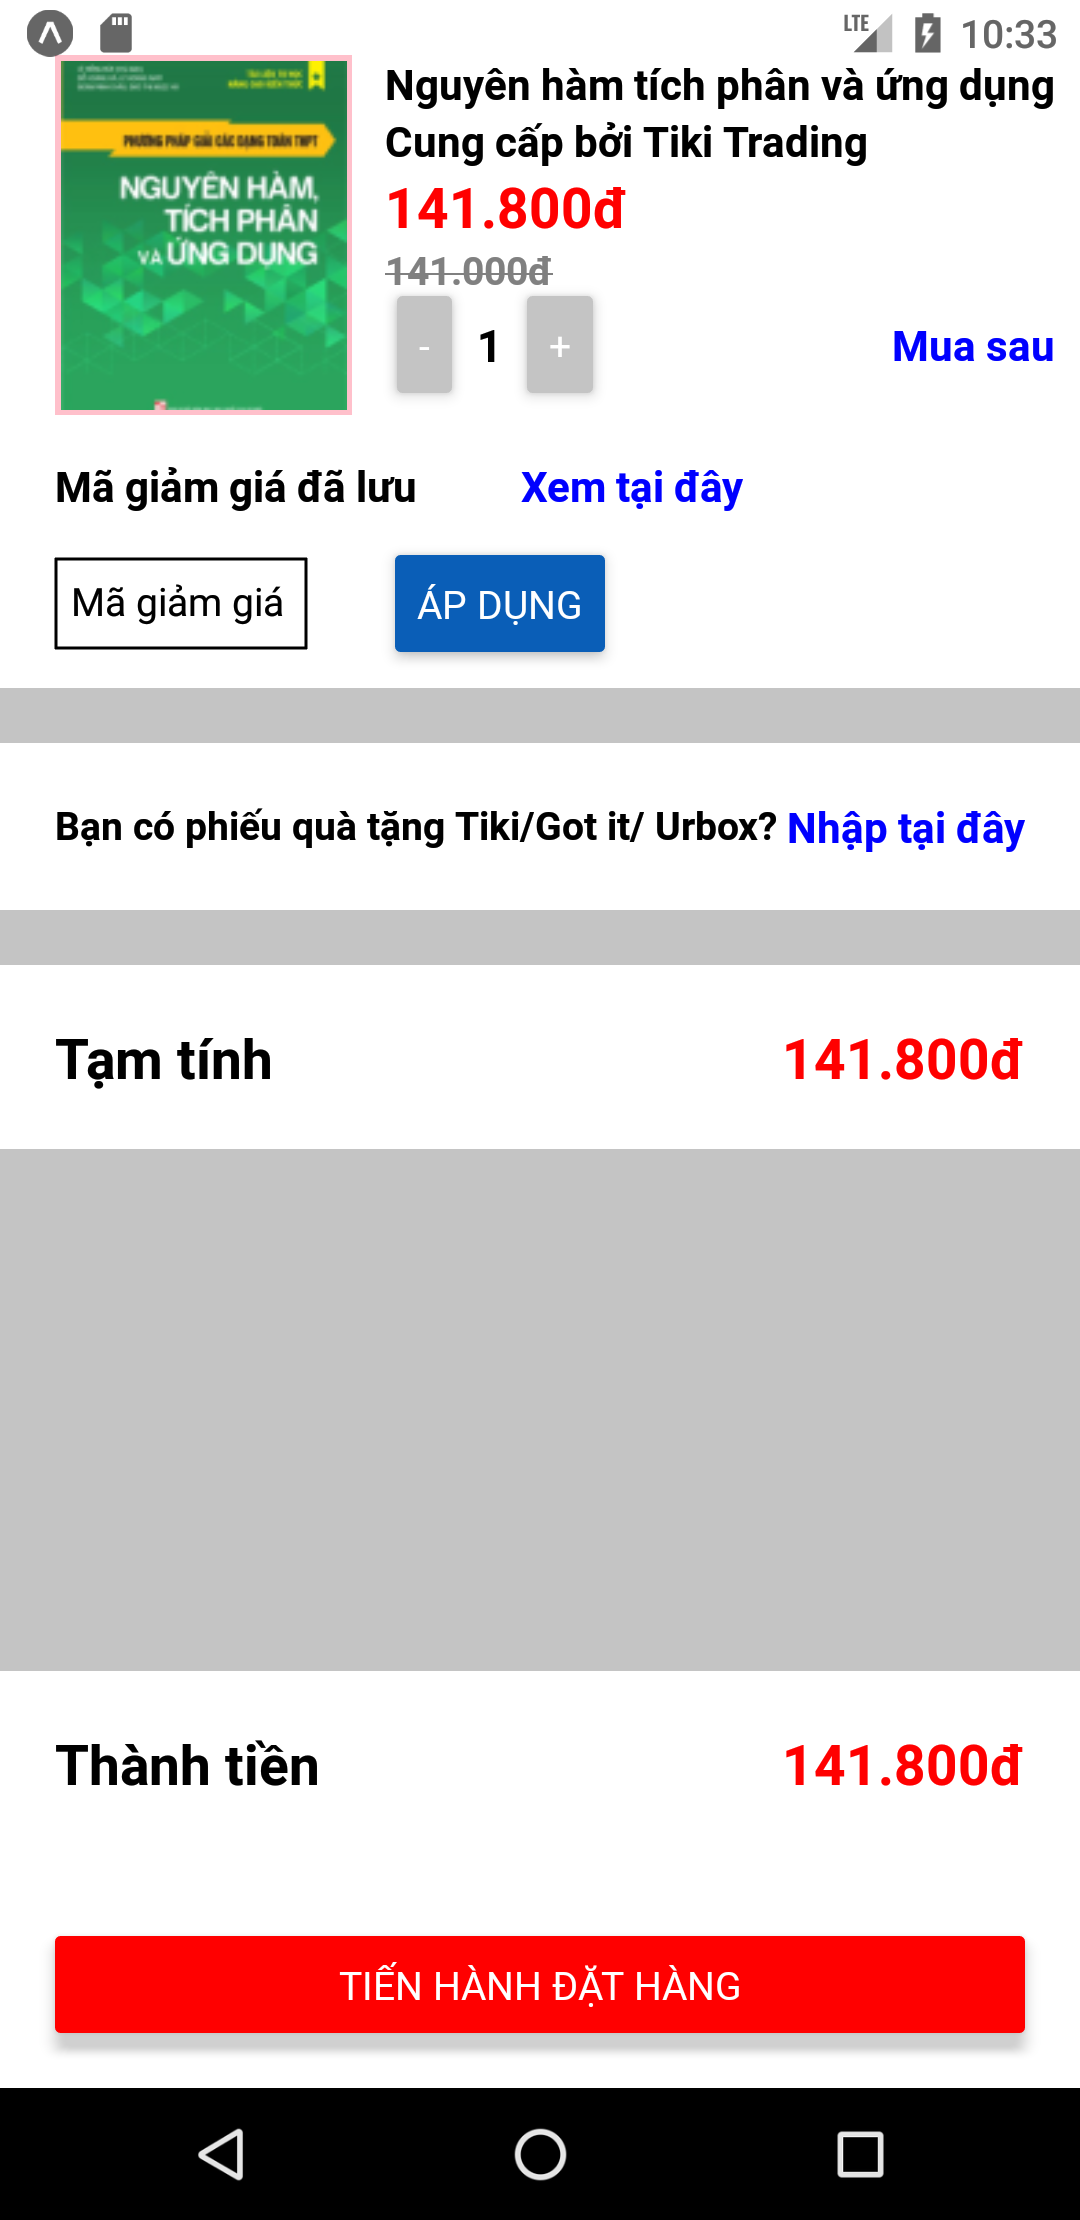 LTE 10:33
Nguyên hàm tích phân và ứng dụng
Cung cấp bởi Tiki Trading
141.800đ
141.000đ
- 1 + Mua sau
PHƯƠNG PHÁP GIẢI CÁC DẠNG TOÁN THPT
NGUYÊN HÀM,
TÍCH PHÂN
VÀ ỨNG DỤNG
Mã giảm giá đã lưu Xem tại đây
Mã giảm giá ÁP DỤNG
Bạn có phiếu quà tặng Tiki/Got it/ Urbox? Nhập tại đây
Tạm tính 141.800đ
Thành tiền 141.800đ
TIẾN HÀNH ĐẶT HÀNG